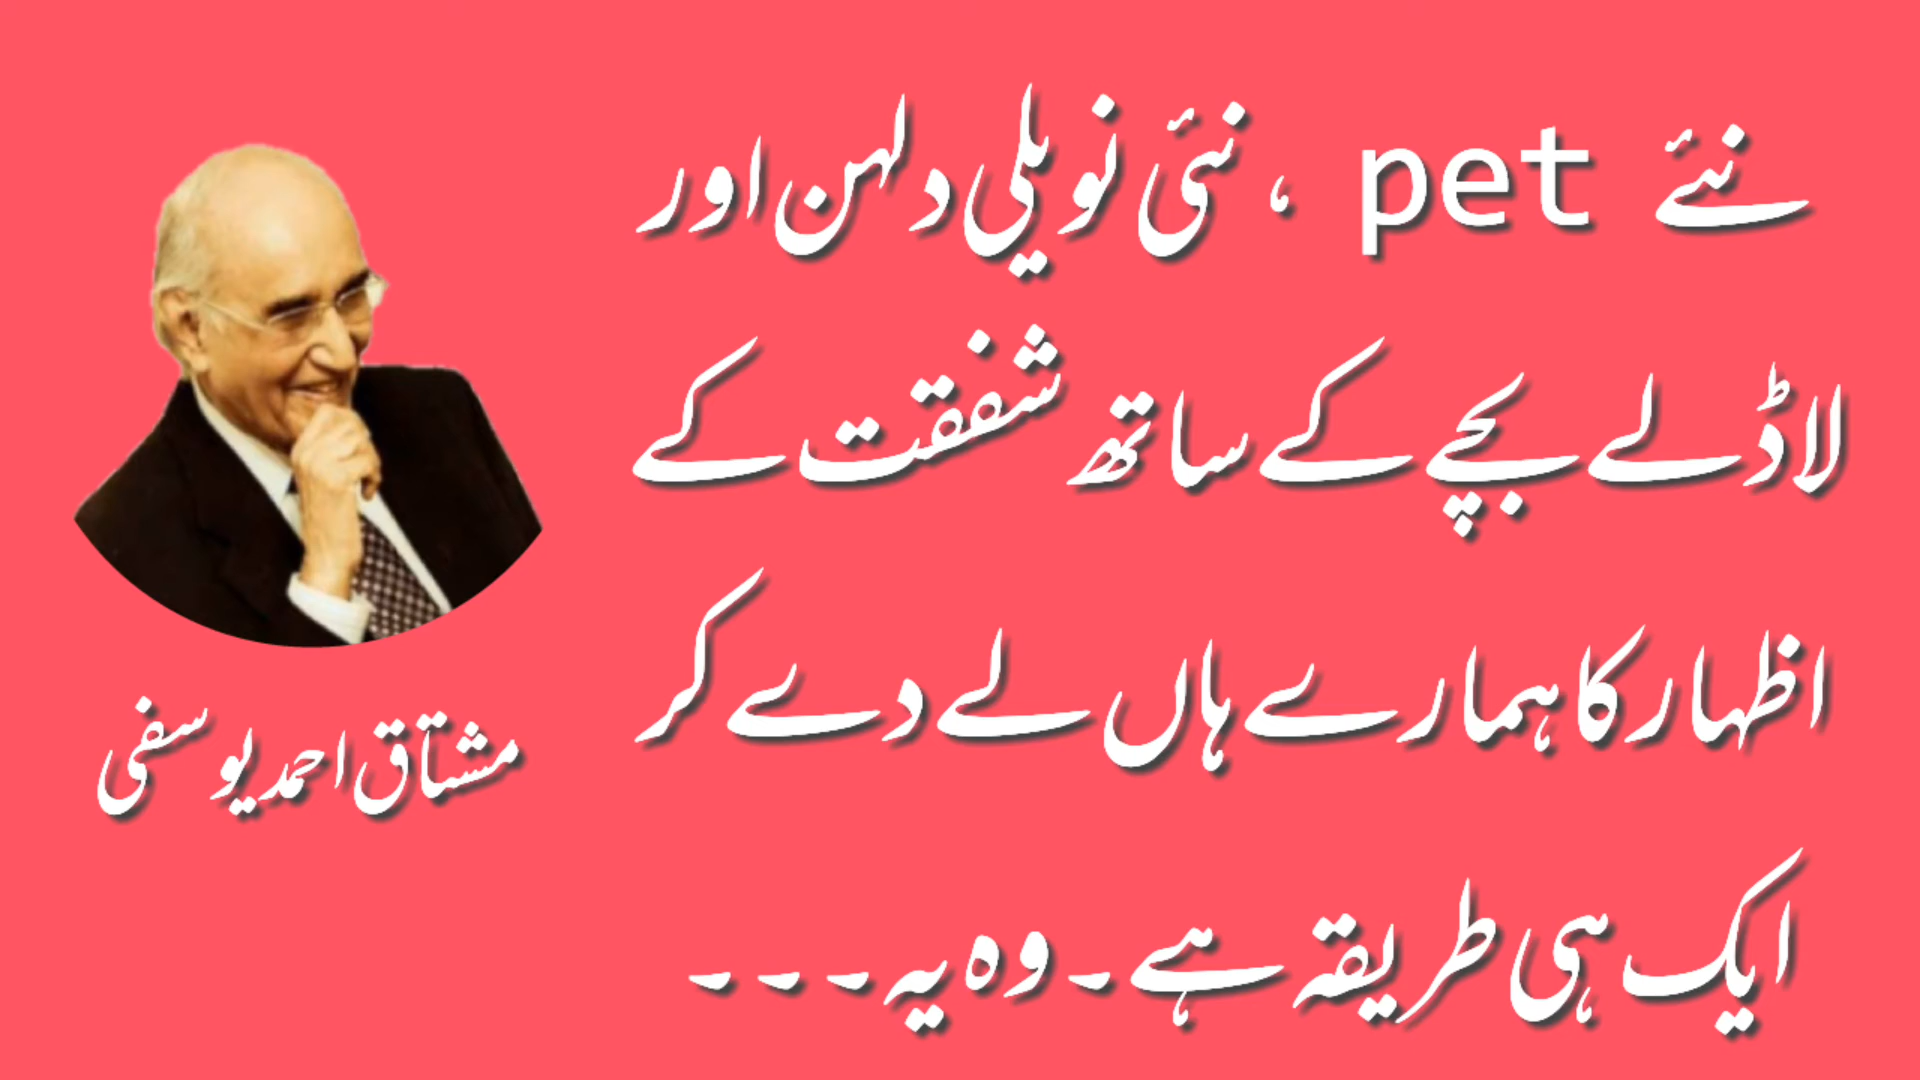 نئے pet ، نئی نویلی دلہن اور
لاڈلے بچے کے ساتھ شفقت کے
اظہار کا ہمارے ہاں لے دے کر
ایک ہی طریقہ ہے ۔ وہ یہ ۔ ۔ ۔
مشتاق احمد یوسفی